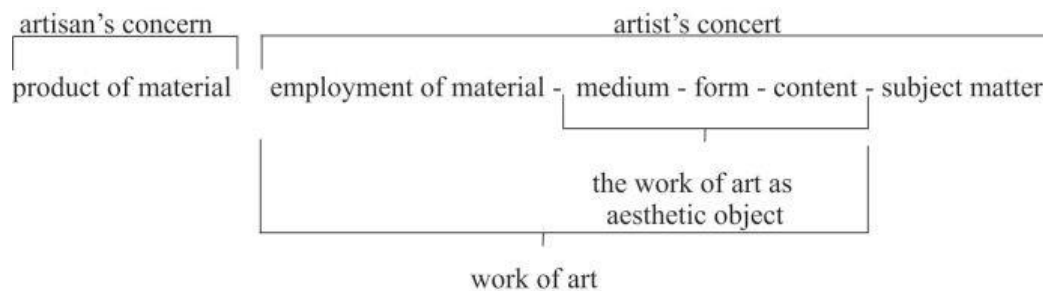 artisan's concern artist's concert
product of material employment of material - medium - form - content - subject matter
the work of art as
aesthetic object
work of art